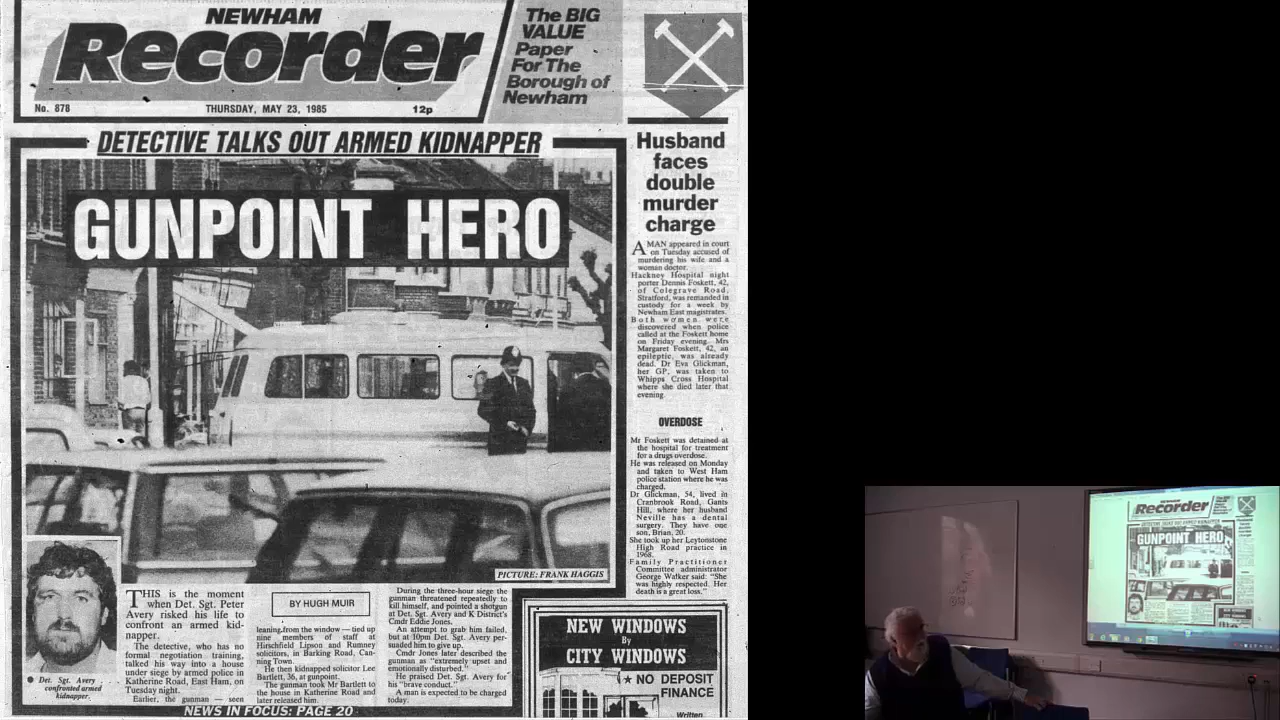 NEWHAM
Recorder
No. 878
THURSDAY, MAY 23, 1985
12p
The BIG
VALUE
Paper
For The
Borough of
Newham
DETECTIVE TALKS OUT ARMED KIDNAPPER
GUNPOINT HERO
PICTURE: FRANK HAGGIS
Det. Sgt. Avery
confronted armed
kidnapper.
THIS is the moment
when Det. Sgt. Peter
Avery risked his life to
confront an armed kid-
napper.
The detective, who has no
formal negotiation training,
talked his way into a house
under siege by armed police in
Katherine Road, East Ham, on
Tuesday night.
Earlier, the gunman — seen
BY HUGH MUIR
leaning from the window — tied up
nine members of staff at
Hirschfield Lipson and Rumney
solicitors, in Barking Road, Can-
ning Town.
He then kidnapped solicitor Lee
Bartlett, 36, at gunpoint.
The gunman took Mr Bartlett to
the house in Katherine Road and
later released him.
During the three-hour siege the
gunman threatened repeatedly to
kill himself, and pointed a shotgun
at Det. Sgt. Avery and K District's
Cmdr Eddie Jones.
An attempt to grab him failed,
but at 10pm Det. Sgt. Avery per-
suaded him to give up.
Cmdr Jones later described the
gunman as "extremely upset and
emotionally disturbed."
He praised Det. Sgt. Avery for
his "brave conduct."
A man is expected to be charged
today.
NEWS IN FOCUS: PAGE 20
Husband
faces
double
murder
charge
A MAN appeared in court
on Tuesday accused of
murdering his wife and a
woman doctor.
Hackney Hospital night
porter Dennis Foskett, 42,
of Colegrave Road,
Stratford, was remanded in
custody for a week by
Newham East magistrates.
Both women were
discovered when police
called at the Foskett home
on Friday evening. Mrs
Margaret Foskett, 42, an
epileptic, was already
dead. Dr Eva Glickman,
her GP, was taken to
Whipps Cross Hospital
where she died later that
evening.
OVERDOSE
Mr Foskett was detained at
the hospital for treatment
for a drugs overdose.
He was released on Monday
and taken to West Ham
police station where he was
charged.
Dr Glickman, 54, lived in
Cranbrook Road, Gants
Hill, where her husband
Neville has a dental
surgery. They have one
son, Brian, 20.
She took up her Leytonstone
High Road practice in
1968.
Family Practitioner
Committee administrator
George Walker said: "She
was highly respected. Her
death is a great loss."
NEW WINDOWS
By
CITY WINDOWS
★ NO DEPOSIT
FINANCE
Written
NEWHAM
Recorder
GUNPOINT HERO